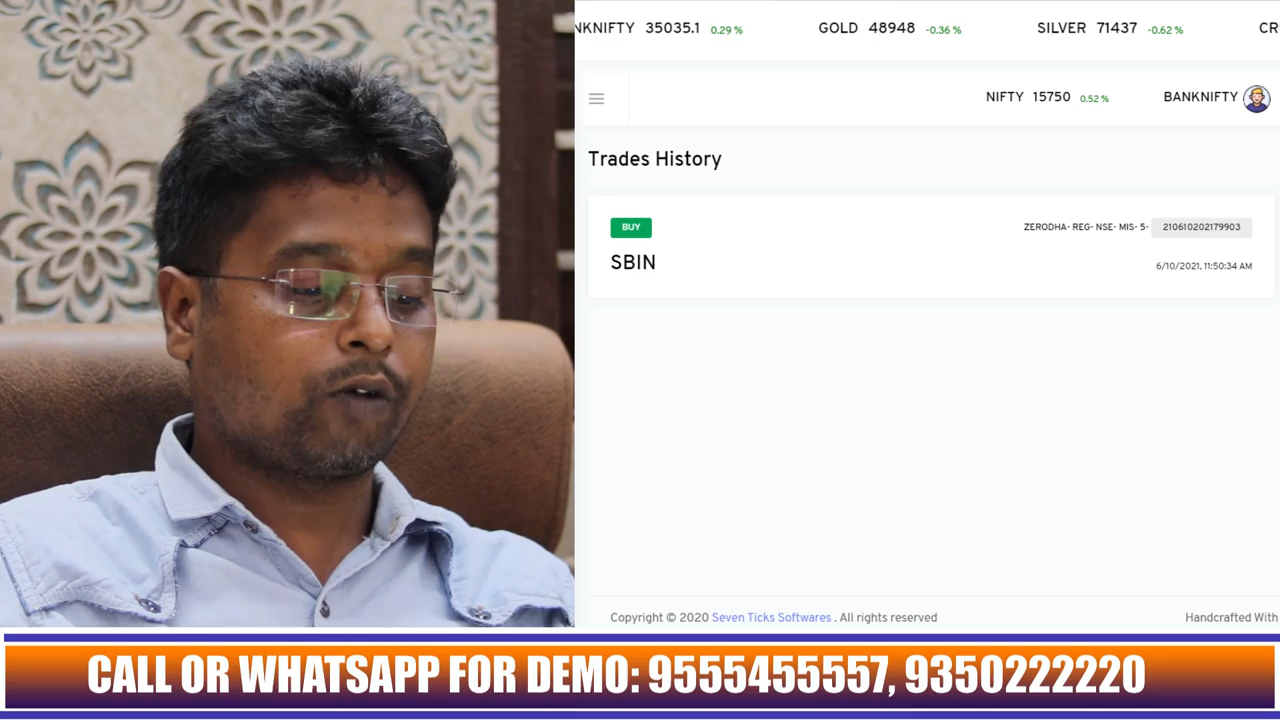 NKNIFTY 35035.1 0.29 % GOLD 48948 -0.36 % SILVER 71437 -0.62 % CR
NIFTY 15750 0.52 % BANKNIFTY
Trades History
BUY ZERODHA- REG- NSE- MIS- 5- 210610202179903
SBIN 6/10/2021, 11:50:34 AM
Copyright © 2020 Seven Ticks Softwares . All rights reserved Handcrafted With
CALL OR WHATSAPP FOR DEMO: 9555455557, 9350222220